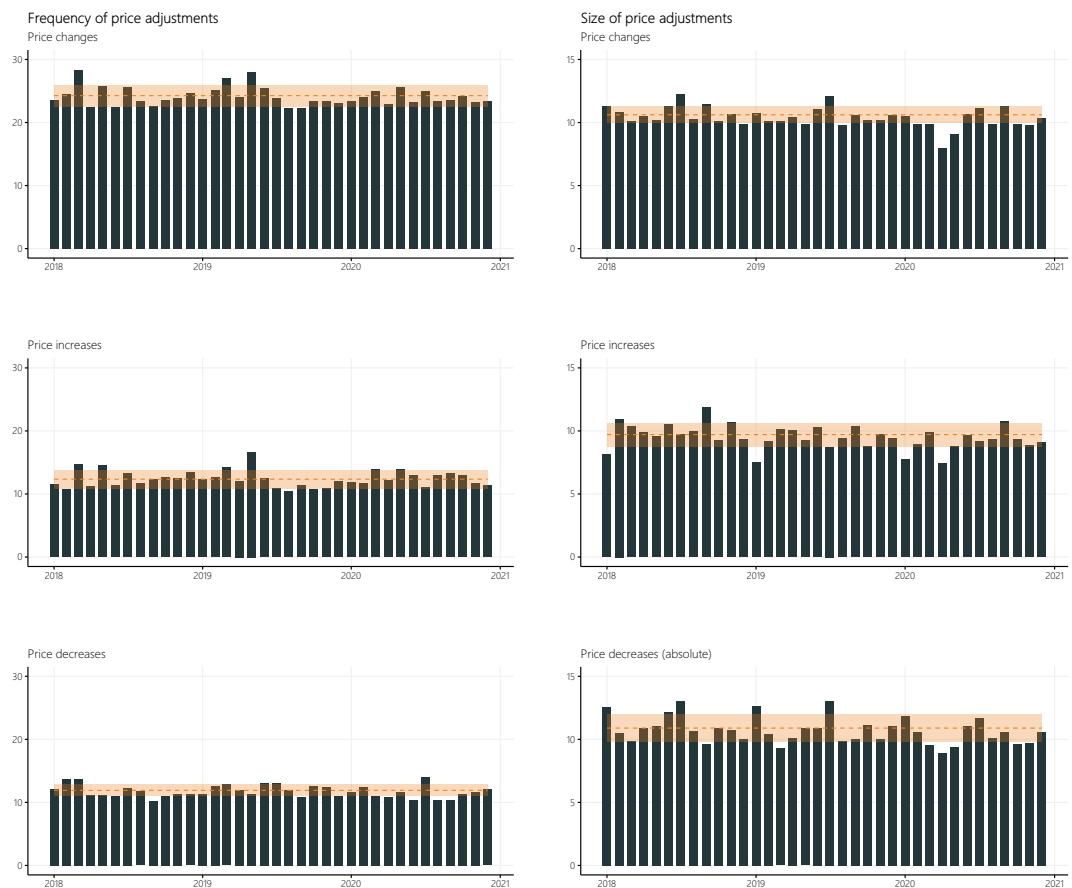 Frequency of price adjustments
Price changes
30
20
10
0
2018 2019 2020 2021
Size of price adjustments
Price changes
15
10
5
0
2018 2019 2020 2021
Price increases
30
20
10
0
2018 2019 2020 2021
Price increases
15
10
5
0
2018 2019 2020 2021
Price decreases
30
20
10
0
2018 2019 2020 2021
Price decreases (absolute)
15
10
5
0
2018 2019 2020 2021